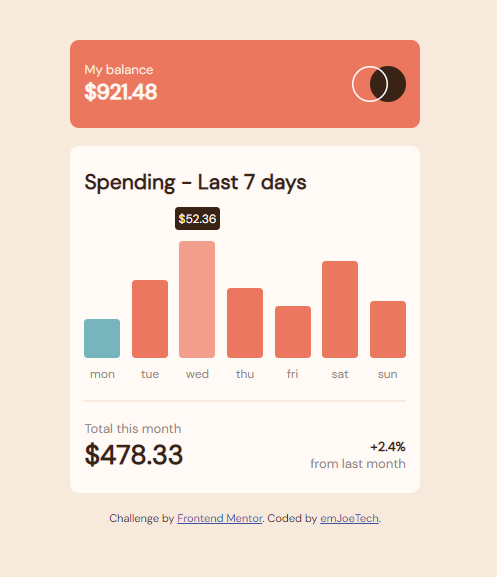 My balance
$921.48
Spending - Last 7 days
$52.36
mon tue wed thu fri sat sun
Total this month
$478.33
+2.4%
from last month
Challenge by Frontend Mentor. Coded by emJoeTech.